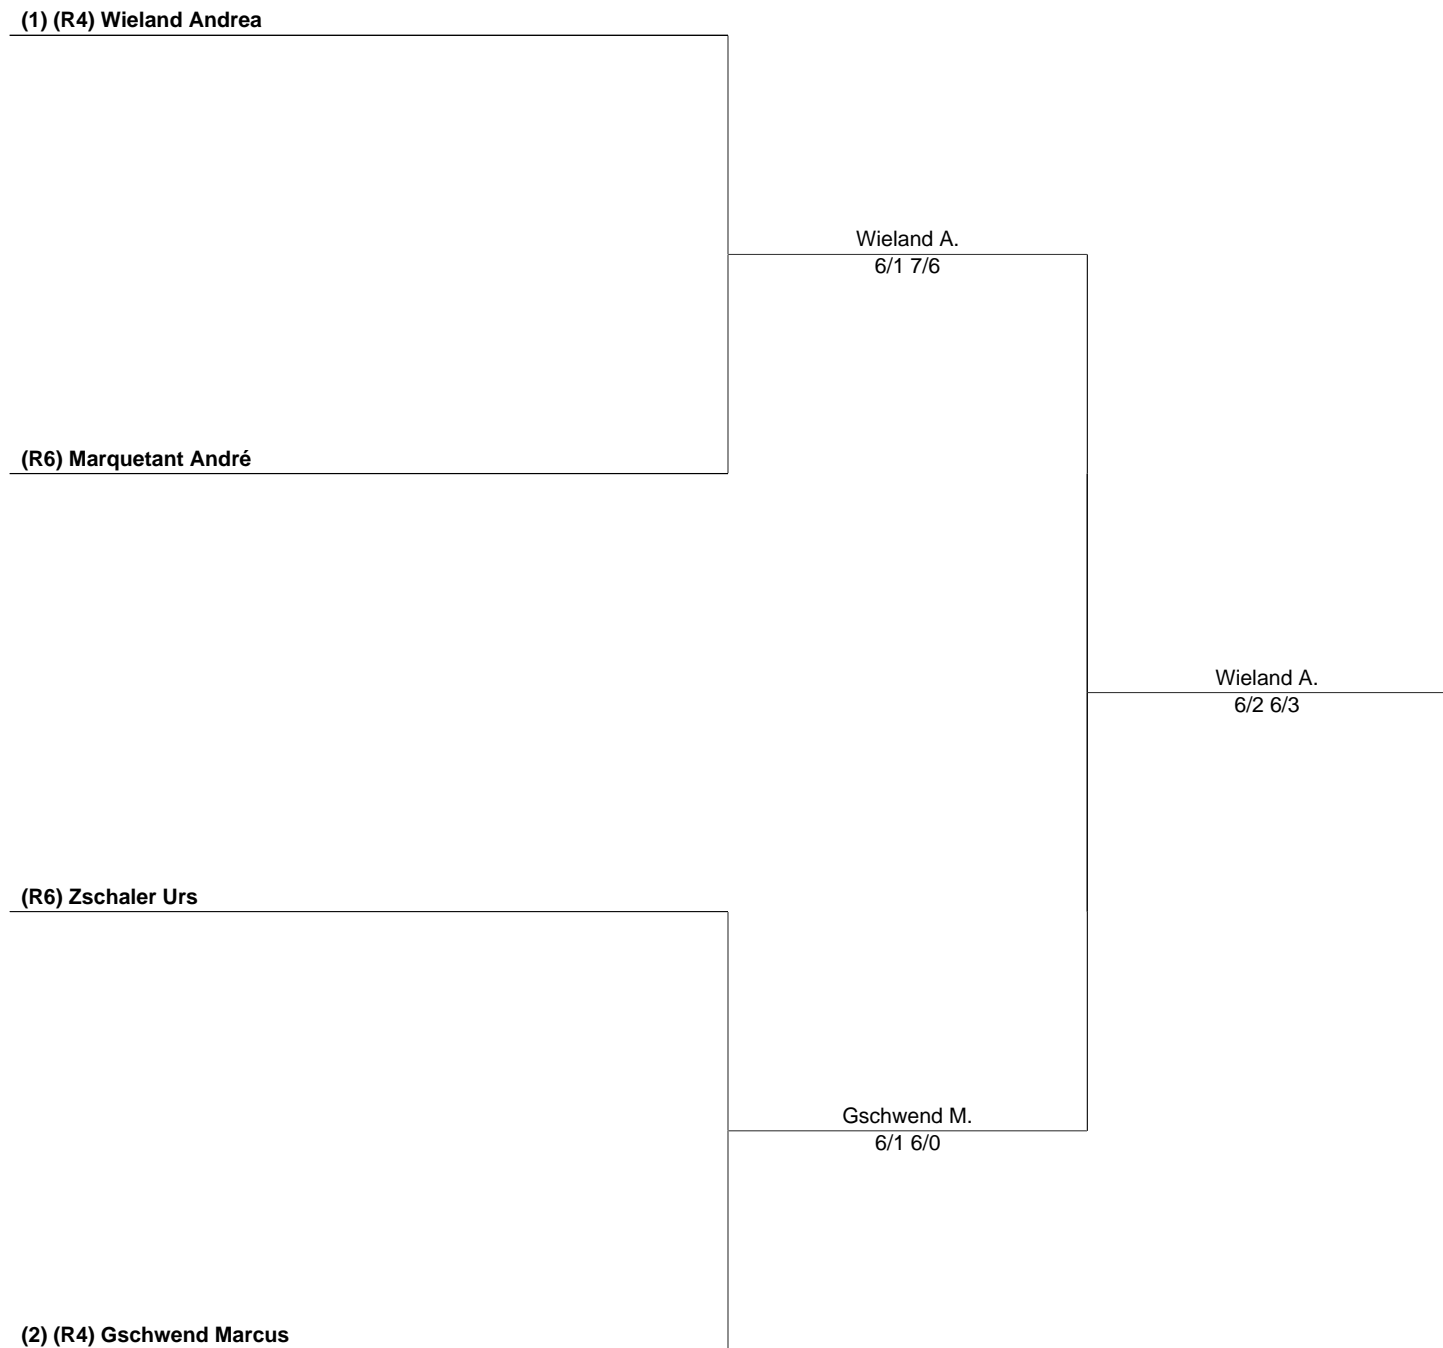 (1) (R4) Wieland Andrea
Wieland A.
6/1 7/6
(R6) Marquetant André
Wieland A.
6/2 6/3
(R6) Zschaler Urs
Gschwend M.
6/1 6/0
(2) (R4) Gschwend Marcus